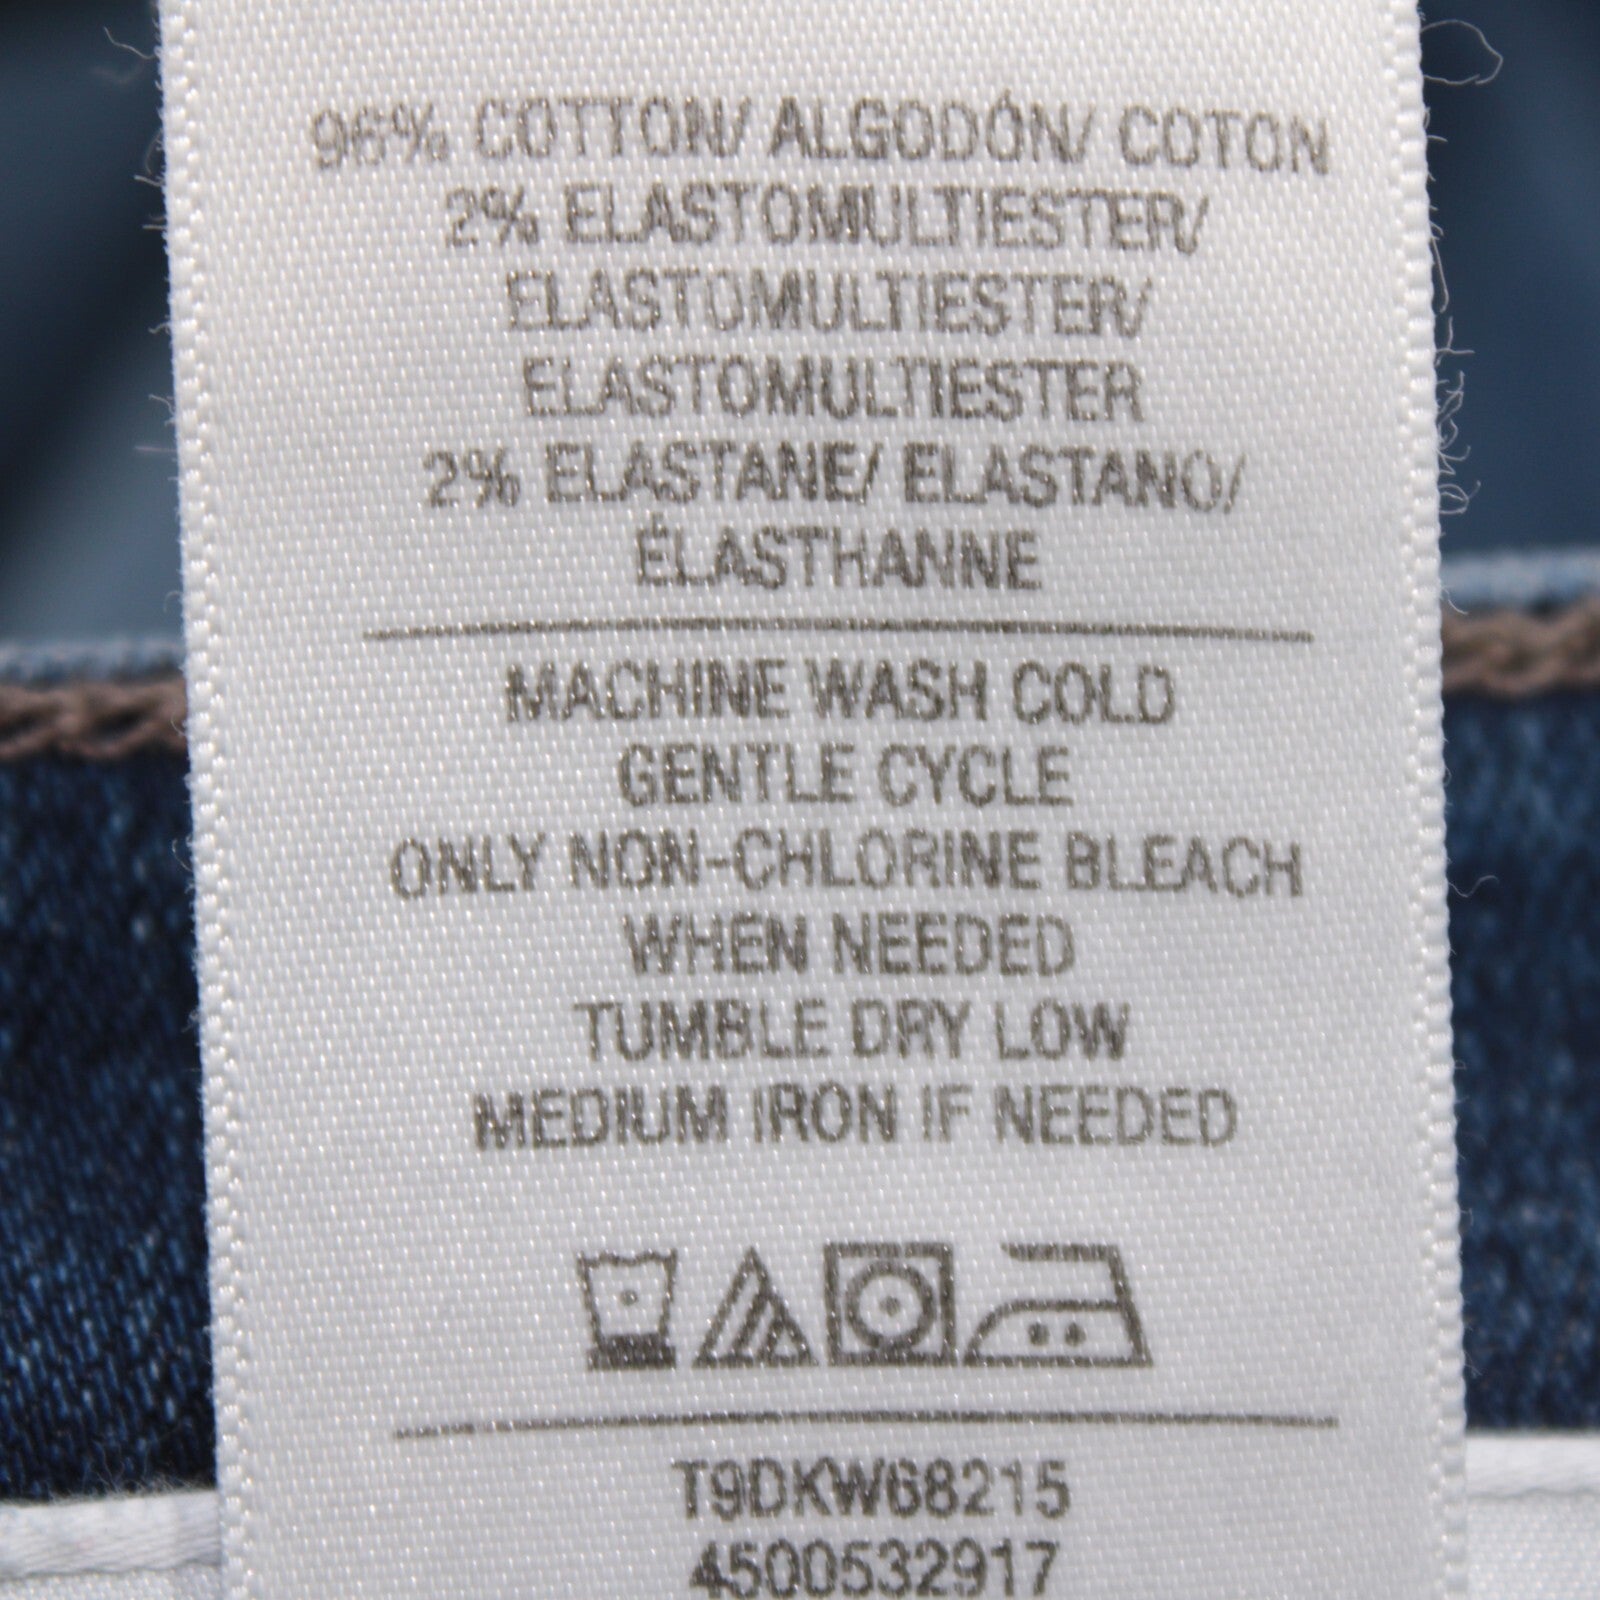 96% COTTON/ ALGODÓN/ COTON
2% ELASTOMULTIESTER/
ELASTOMULTIESTER/
ELASTOMULTIESTER
2% ELASTANE/ ELASTANO/
ÉLASTHANNE
MACHINE WASH COLD
GENTLE CYCLE
ONLY NON-CHLORINE BLEACH
WHEN NEEDED
TUMBLE DRY LOW
MEDIUM IRON IF NEEDED
T9DKW68215
4500532917